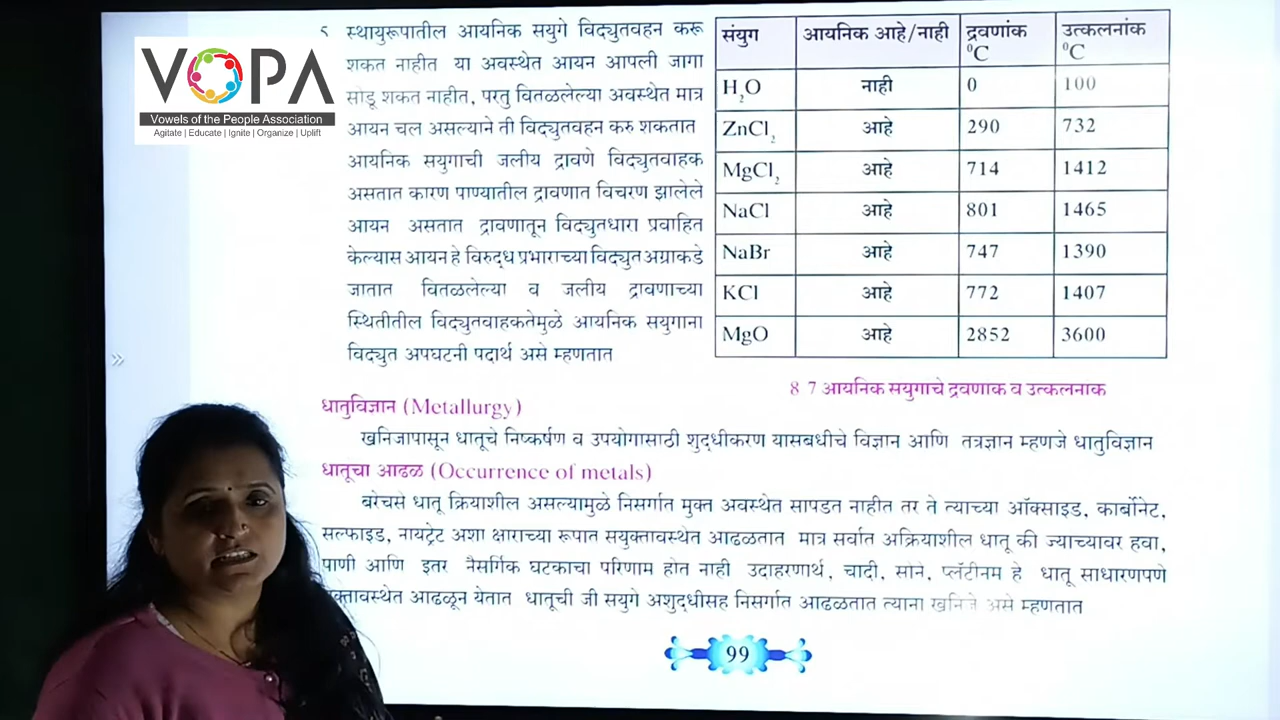 VOPA
Vowels of the People Association
Agitate | Educate | Ignite | Organize | Uplift
5 स्थायुरूपातील आयनिक सयुगे विद्युतवहन करू
शकत नाहीत या अवस्थेत आयन आपली जागा
सोडू शकत नाहीत, परतु वितळलेल्या अवस्थेत मात्र
आयन चल असल्याने ती विद्युतवहन करु शकतात
आयनिक सयुगाची जलीय द्रावणे विद्युतवाहक
असतात कारण पाण्यातील द्रावणात विचरण झालेले
आयन असतात द्रावणातून विद्युतधारा प्रवाहित
केल्यास आयन हे विरुद्ध प्रभाराच्या विद्युत अग्राकडे
जातात वितळलेल्या व जलीय द्रावणाच्या
स्थितीतील विद्युतवाहकतेमुळे आयनिक सयुगाना
विद्युत अपघटनी पदार्थ असे म्हणतात
संयुग आयनिक आहे/नाही द्रवणांक ⁰C उत्कलनांक ⁰C
H₂O नाही 0 100
ZnCl₂ आहे 290 732
MgCl₂ आहे 714 1412
NaCl आहे 801 1465
NaBr आहे 747 1390
KCl आहे 772 1407
MgO आहे 2852 3600
8 7 आयनिक सयुगाचे द्रवणाक व उत्कलनाक
धातुविज्ञान (Metallurgy)
खनिजापासून धातूचे निष्कर्षण व उपयोगासाठी शुद्धीकरण यासबधीचे विज्ञान आणि तत्रज्ञान म्हणजे धातुविज्ञान
धातूचा आढळ (Occurrence of metals)
बरेचसे धातू क्रियाशील असल्यामुळे निसर्गात मुक्त अवस्थेत सापडत नाहीत तर ते त्याच्या ऑक्साइड, कार्बोनेट,
सल्फाइड, नायट्रेट अशा क्षाराच्या रूपात सयुक्तावस्थेत आढळतात मात्र सर्वात अक्रियाशील धातू की ज्याच्यावर हवा,
पाणी आणि इतर नैसर्गिक घटकाचा परिणाम होत नाही उदाहरणार्थ, चादी, सोने, प्लॅटीनम हे धातू साधारणपणे
क्तावस्थेत आढळून येतात धातूची जी सयुगे अशुद्धीसह निसर्गात आढळतात त्याना खनिजे असे म्हणतात
99